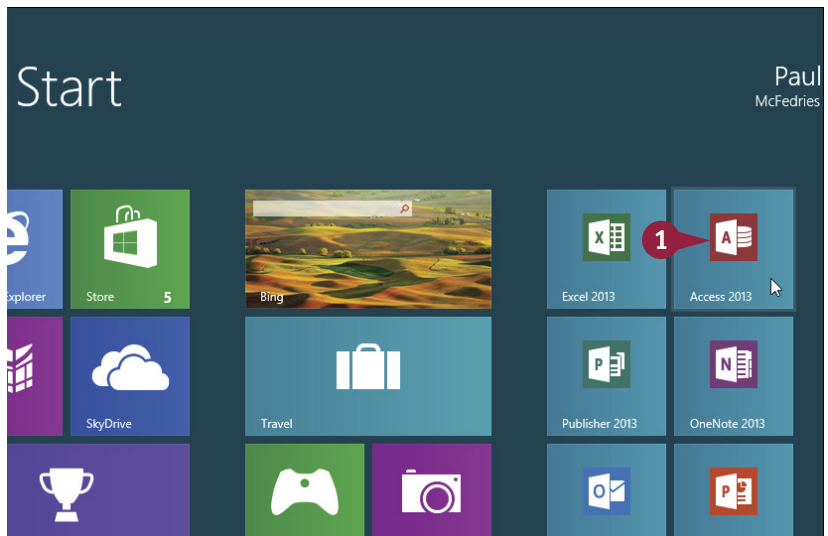 Start
Paul
McFedries
Explorer
Store 5
Bing
Excel 2013
1
Access 2013
SkyDrive
Travel
Publisher 2013
OneNote 2013